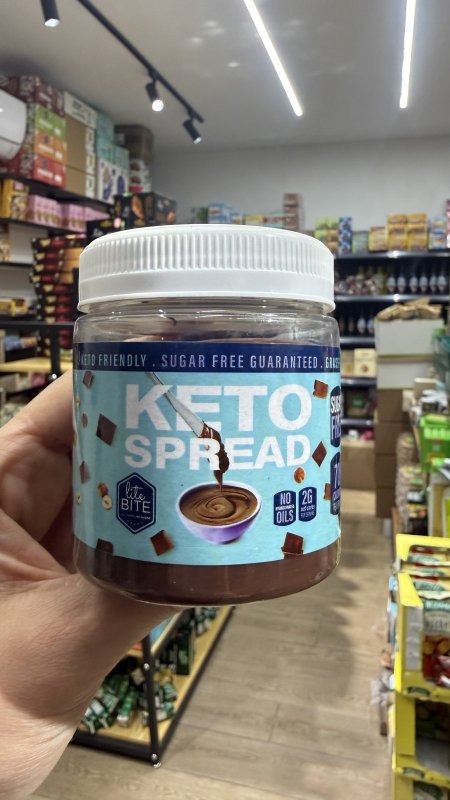 KETO FRIENDLY . SUGAR FREE GUARANTEED .
KETO
SPREAD
lite
BITE
NO
OILS
2G